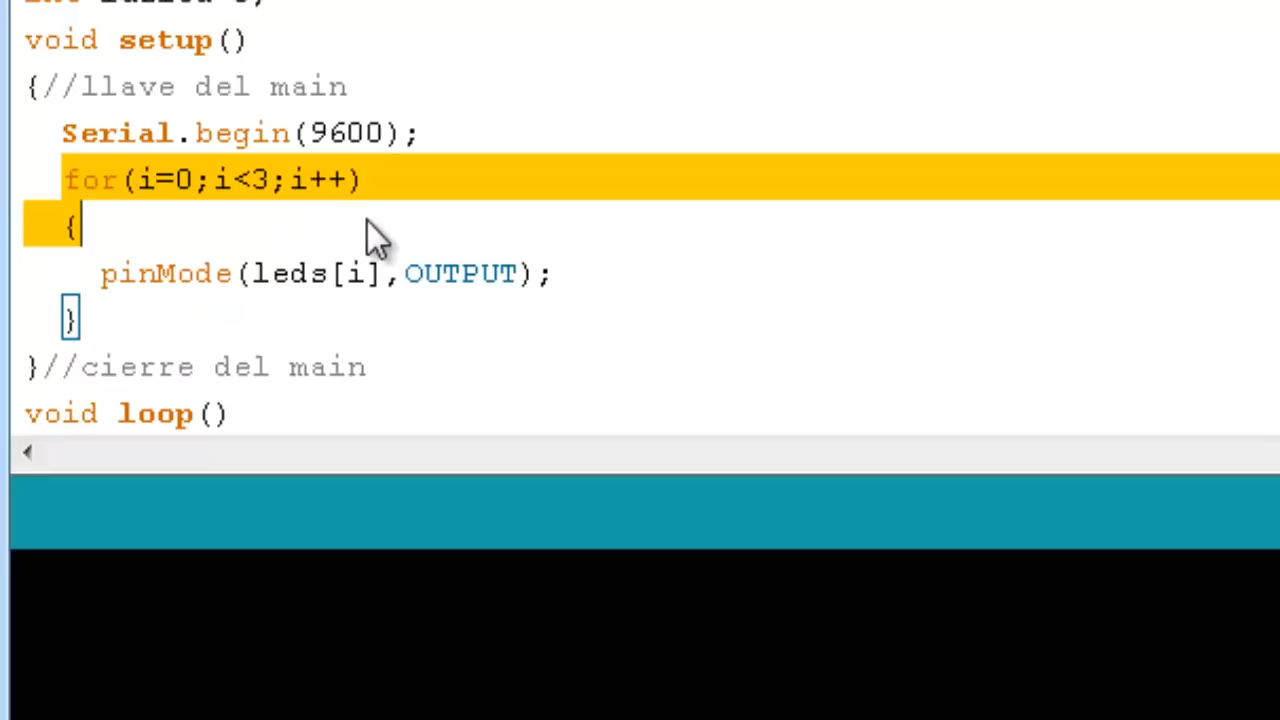 void setup()
{//llave del main
Serial.begin(9600);
for(i=0;i<3;i++)
{
pinMode(leds[i],OUTPUT);
}
}//cierre del main
void loop()